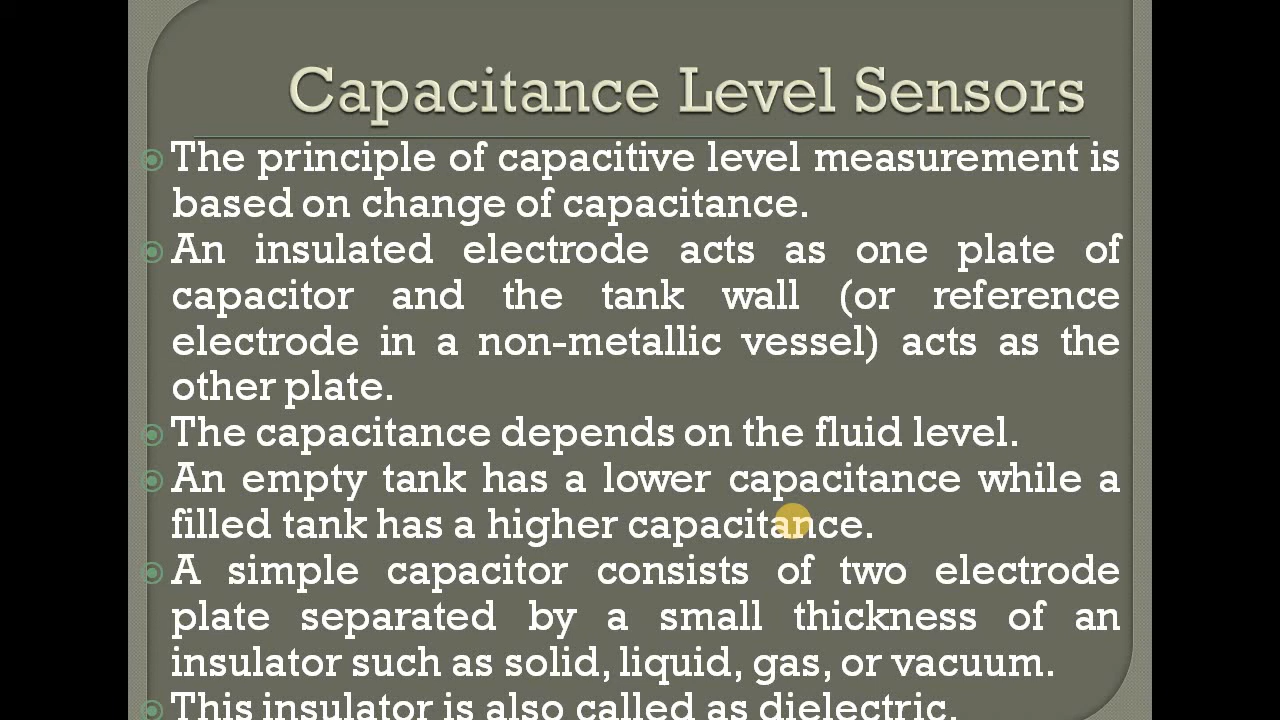 Capacitance Level Sensors
The principle of capacitive level measurement is
based on change of capacitance.
An insulated electrode acts as one plate of
capacitor and the tank wall (or reference
electrode in a non-metallic vessel) acts as the
other plate.
The capacitance depends on the fluid level.
An empty tank has a lower capacitance while a
filled tank has a higher capacitance.
A simple capacitor consists of two electrode
plate separated by a small thickness of an
insulator such as solid, liquid, gas, or vacuum.
This insulator is also called as dielectric.